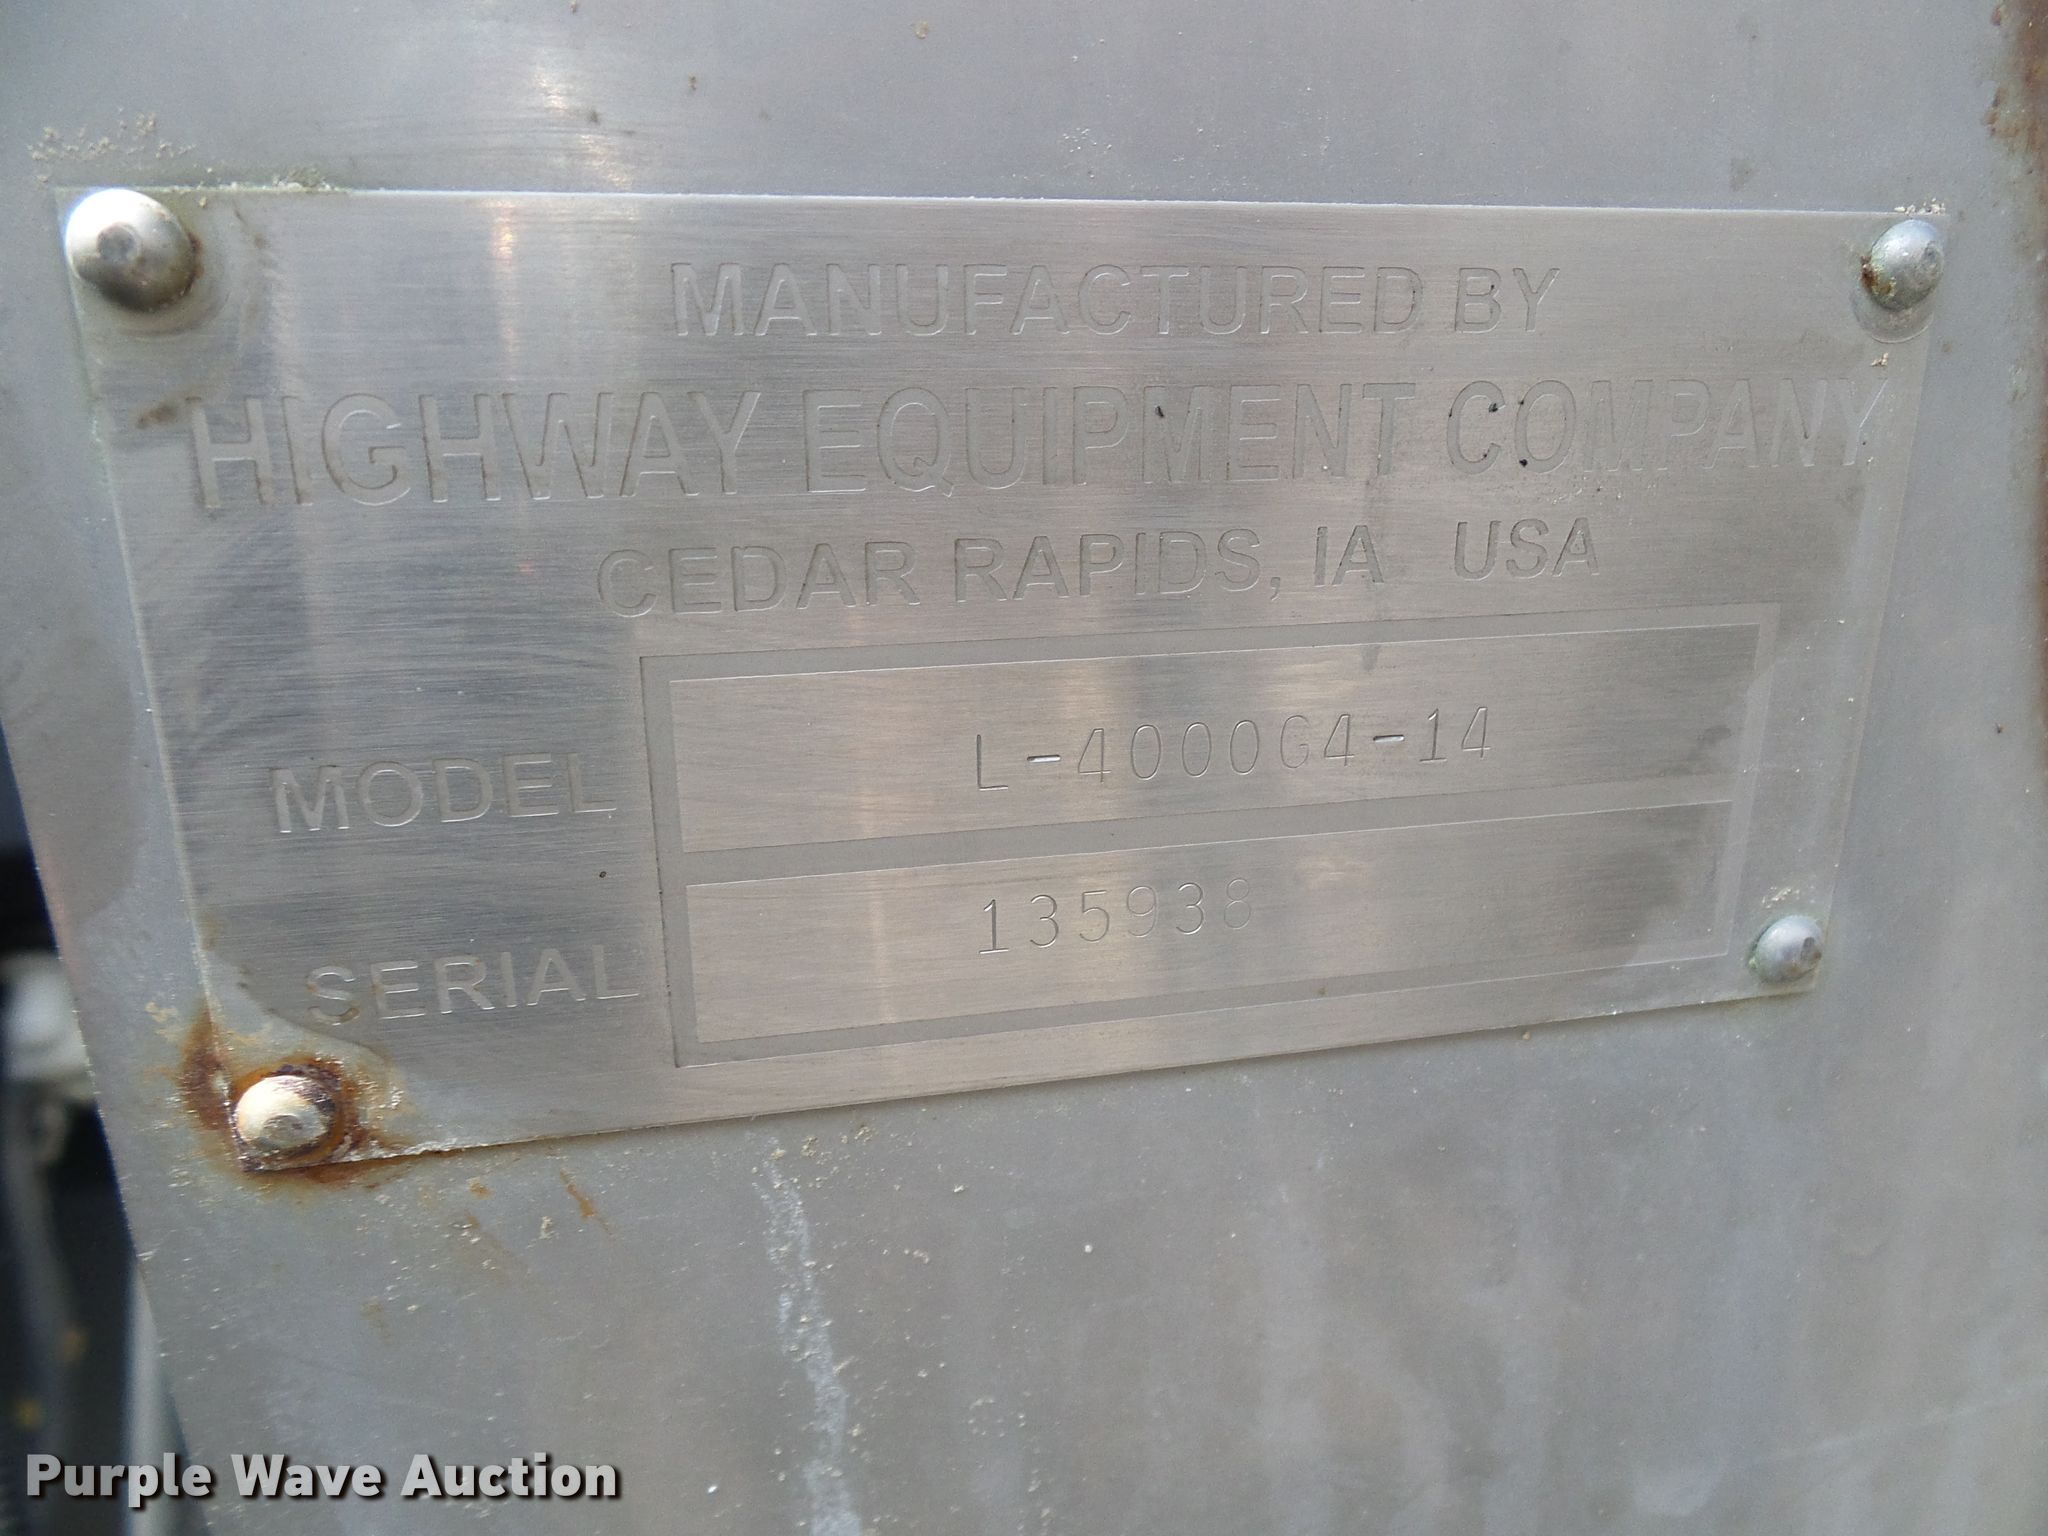 MANUFACTURED BY
HIGHWAY EQUIPMENT COMPANY
CEDAR RAPIDS, IA USA
MODEL L-4000G4-14
SERIAL 135938
Purple Wave Auction